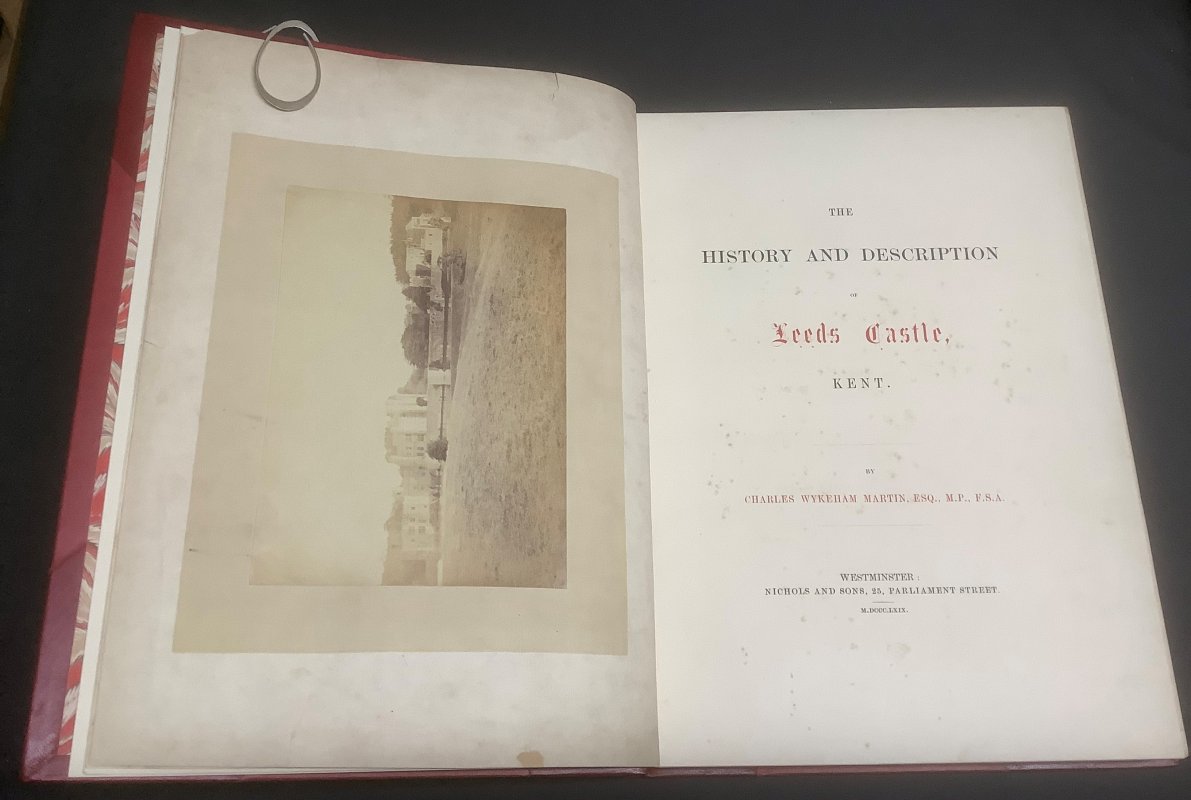 THE
HISTORY AND DESCRIPTION
OF
Leeds Castle,
KENT.
BY
CHARLES WYKEHAM MARTIN, ESQ., M.P., F.S.A.
WESTMINSTER:
NICHOLS AND SONS, 25, PARLIAMENT STREET.
M.DCCC.LXIX.